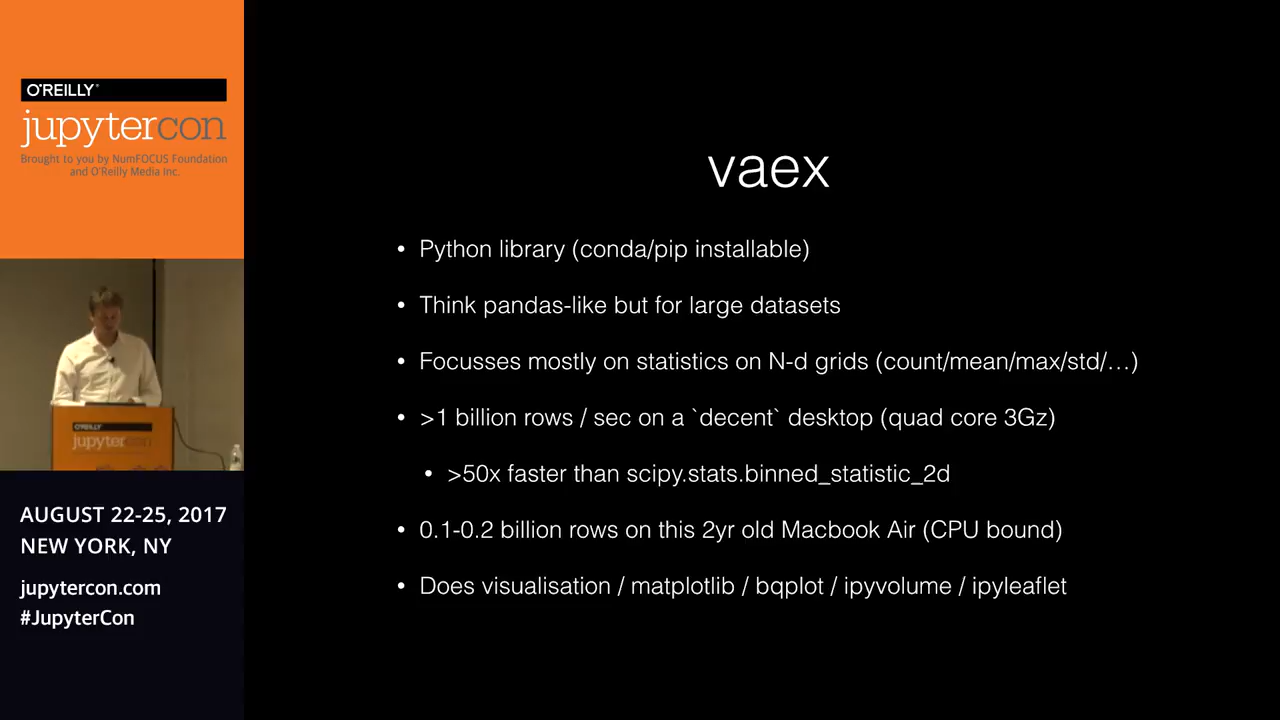 O'REILLY®
jupytercon
Brought to you by NumFOCUS Foundation
and O'Reilly Media Inc.
O'REILLY
jupytercon
AUGUST 22-25, 2017
NEW YORK, NY
jupytercon.com
#JupyterCon
vaex
• Python library (conda/pip installable)
• Think pandas-like but for large datasets
• Focusses mostly on statistics on N-d grids (count/mean/max/std/…)
• >1 billion rows / sec on a `decent` desktop (quad core 3Gz)
• >50x faster than scipy.stats.binned_statistic_2d
• 0.1-0.2 billion rows on this 2yr old Macbook Air (CPU bound)
• Does visualisation / matplotlib / bqplot / ipyvolume / ipyleaflet